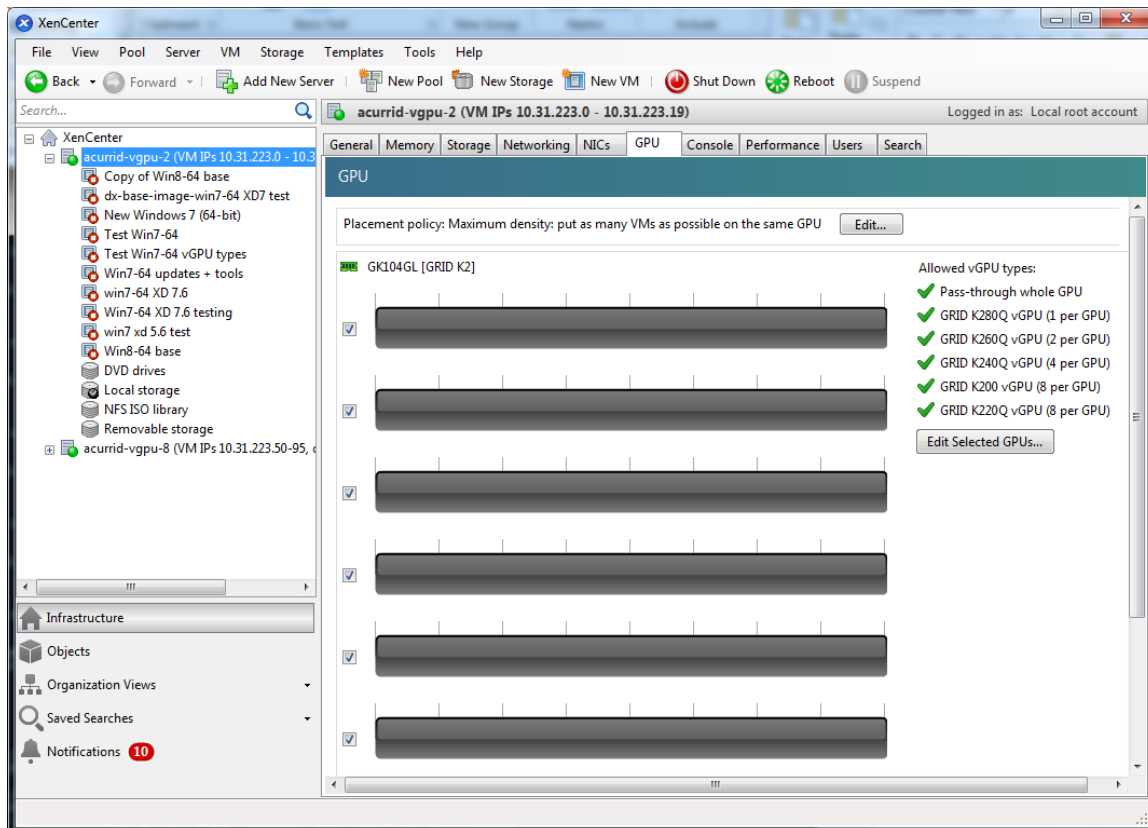 XenCenter
File View Pool Server VM Storage Templates Tools Help
Back Forward Add New Server New Pool New Storage New VM Shut Down Reboot Suspend
Search...
acurrid-vgpu-2 (VM IPs 10.31.223.0 - 10.31.223.19)
Logged in as: Local root account
XenCenter
acurrid-vgpu-2 (VM IPs 10.31.223.0 - 10.3
Copy of Win8-64 base
dx-base-image-win7-64 XD7 test
New Windows 7 (64-bit)
Test Win7-64
Test Win7-64 vGPU types
Win7-64 updates + tools
win7-64 XD 7.6
Win7-64 XD 7.6 testing
win7 xd 5.6 test
Win8-64 base
DVD drives
Local storage
NFS ISO library
Removable storage
acurrid-vgpu-8 (VM IPs 10.31.223.50-95,
Infrastructure
Objects
Organization Views
Saved Searches
Notifications 10
General Memory Storage Networking NICs GPU Console Performance Users Search
GPU
Placement policy: Maximum density: put as many VMs as possible on the same GPU Edit...
GK104GL [GRID K2]
Allowed vGPU types:
Pass-through whole GPU
GRID K280Q vGPU (1 per GPU)
GRID K260Q vGPU (2 per GPU)
GRID K240Q vGPU (4 per GPU)
GRID K200 vGPU (8 per GPU)
GRID K220Q vGPU (8 per GPU)
Edit Selected GPUs...